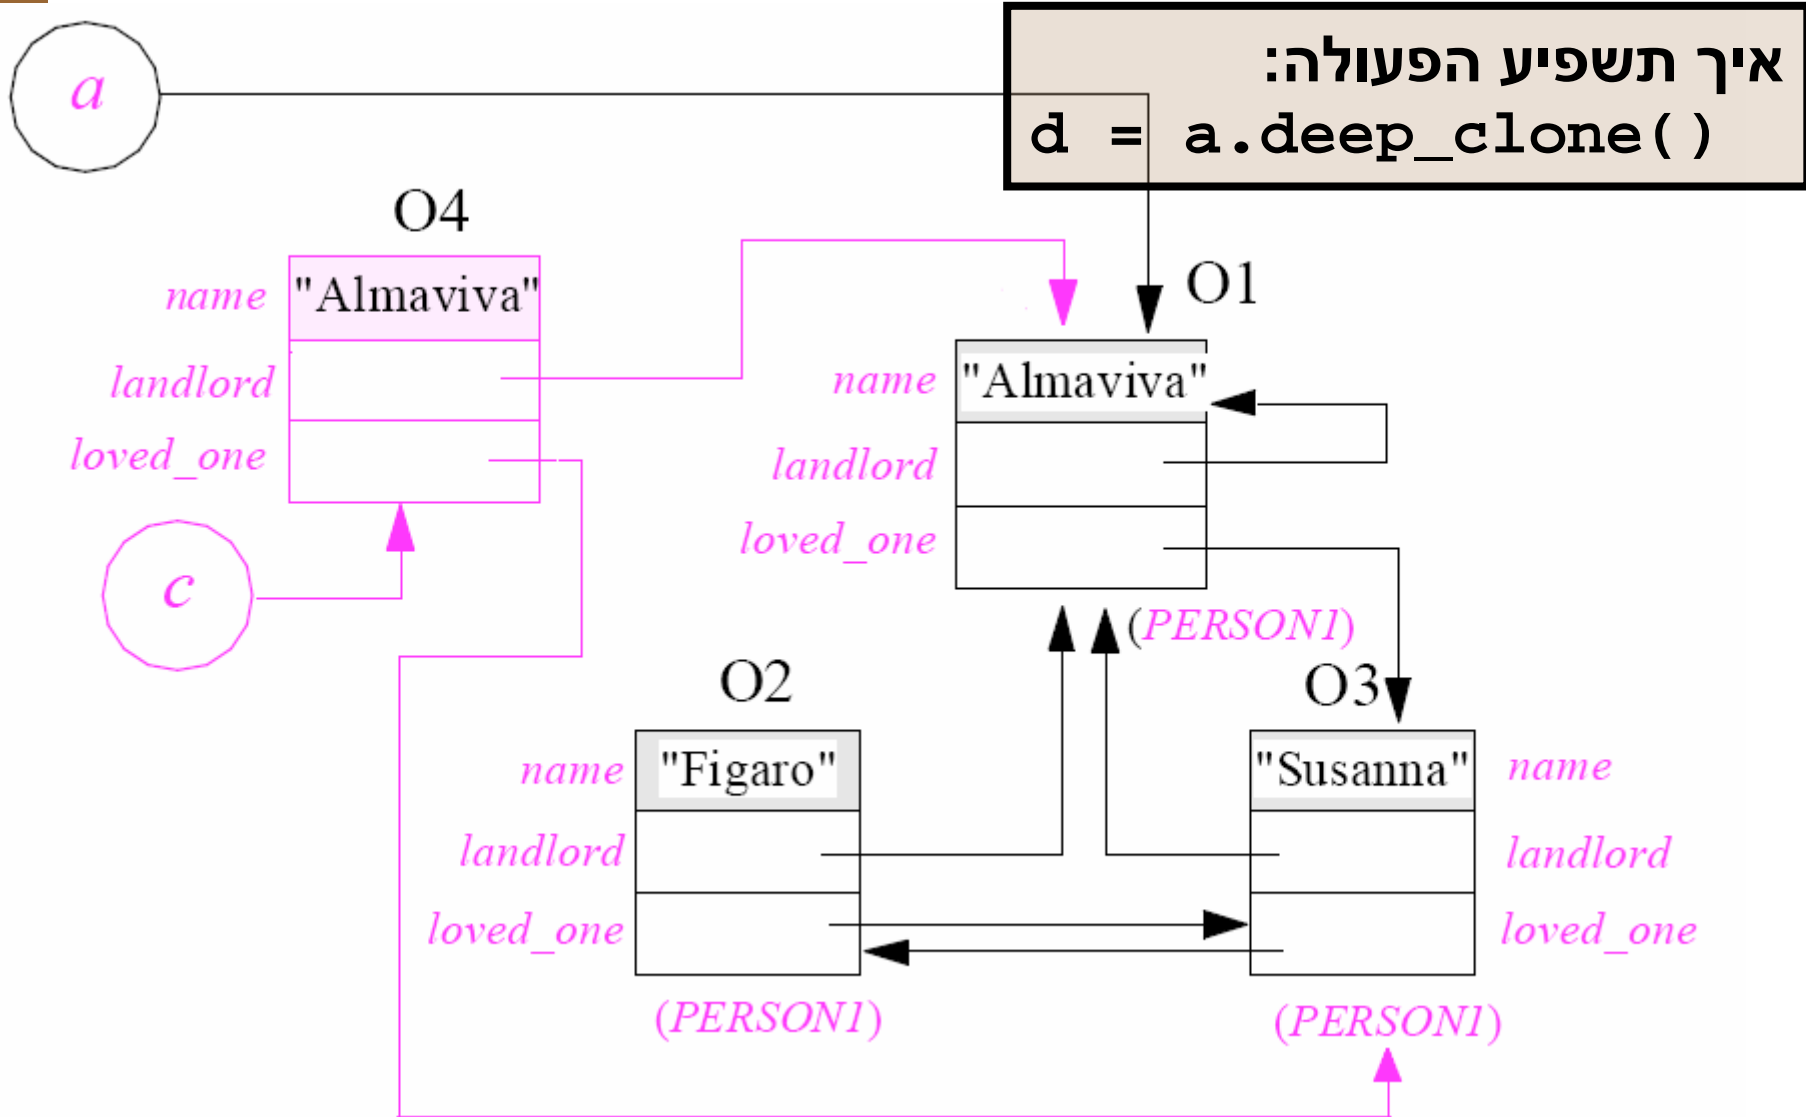 איך תשפיע הפעולה:
d = a.deep_clone()
a
O4
name "Almaviva"
landlord
loved_one
c
O1
name "Almaviva"
landlord
loved_one
(PERSON1)
O2
name "Figaro"
landlord
loved_one
(PERSON1)
O3
"Susanna" name
landlord
loved_one
(PERSON1)